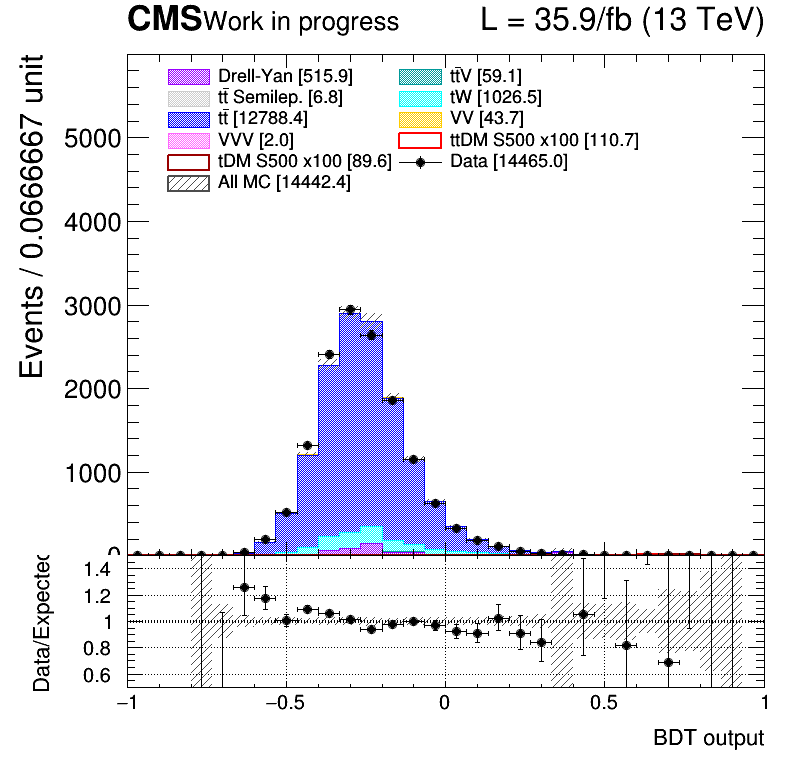 CMS Work in progress L = 35.9/fb (13 TeV)
Drell-Yan [515.9] tt̄V [59.1]
tt̄ Semilep. [6.8] tW [1026.5]
tt̄ [12788.4] VV [43.7]
VVV [2.0] ttDM S500 x100 [110.7]
tDM S500 x100 [89.6] Data [14465.0]
All MC [14442.4]
Events / 0.0666667 unit
5000
4000
3000
2000
1000
0
Data/Expected
1.4
1.2
1
0.8
0.6
−1 −0.5 0 0.5 1
BDT output